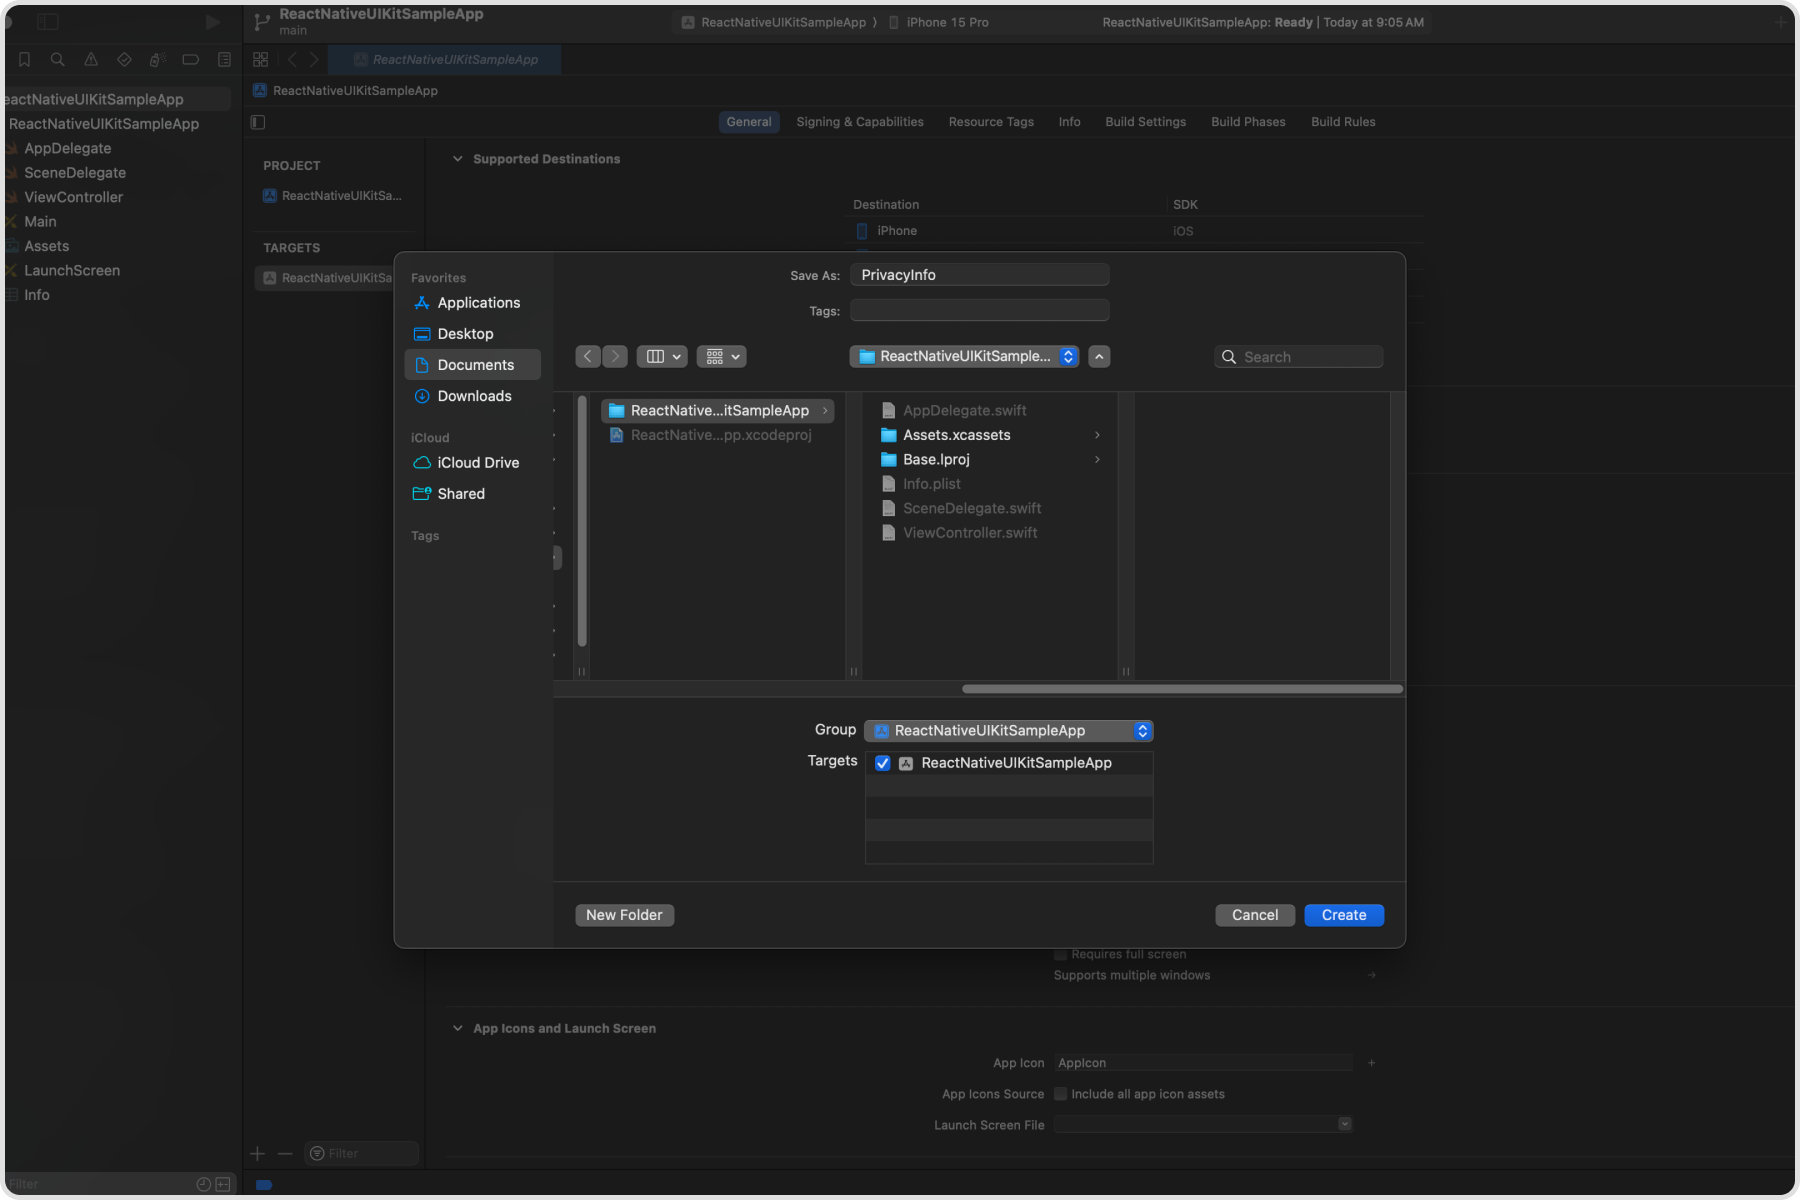 ReactNativeUIKitSampleApp
main
ReactNativeUIKitSampleApp
iPhone 15 Pro
ReactNativeUIKitSampleApp: Ready | Today at 9:05 AM
ReactNativeUIKitSampleApp
ReactNativeUIKitSampleApp
General
Signing & Capabilities
Resource Tags
Info
Build Settings
Build Phases
Build Rules
eactNativeUIKitSampleApp
ReactNativeUIKitSampleApp
AppDelegate
SceneDelegate
ViewController
Main
Assets
LaunchScreen
Info
PROJECT
ReactNativeUIKitSa...
TARGETS
ReactNativeUIKitSa
Supported Destinations
Destination
SDK
iPhone
iOS
Favorites
Applications
Desktop
Documents
Downloads
iCloud
iCloud Drive
Shared
Tags
Save As:
PrivacyInfo
Tags:
ReactNativeUIKitSample...
Search
ReactNative...itSampleApp
ReactNative...pp.xcodeproj
AppDelegate.swift
Assets.xcassets
Base.lproj
Info.plist
SceneDelegate.swift
ViewController.swift
Group
ReactNativeUIKitSampleApp
Targets
ReactNativeUIKitSampleApp
New Folder
Cancel
Create
Requires full screen
Supports multiple windows
App Icons and Launch Screen
App Icon
AppIcon
App Icons Source
Include all app icon assets
Launch Screen File
Filter
Filter